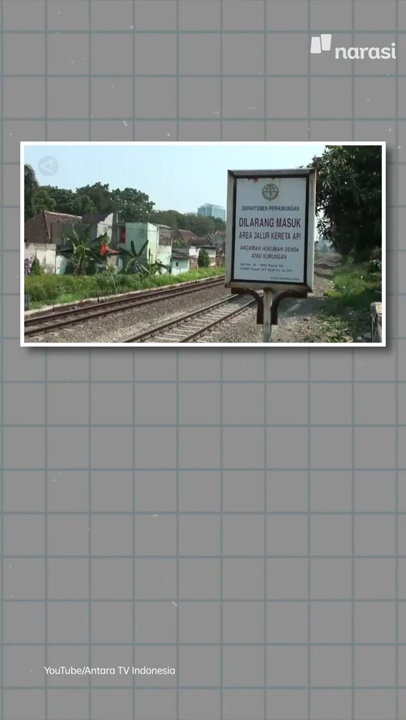 narasi
DEPARTEMEN PERHUBUNGAN
DILARANG MASUK
AREA JALUR KERETA API
ANCAMAN HUKUMAN DENDA
ATAU KURUNGAN
YouTube/Antara TV Indonesia